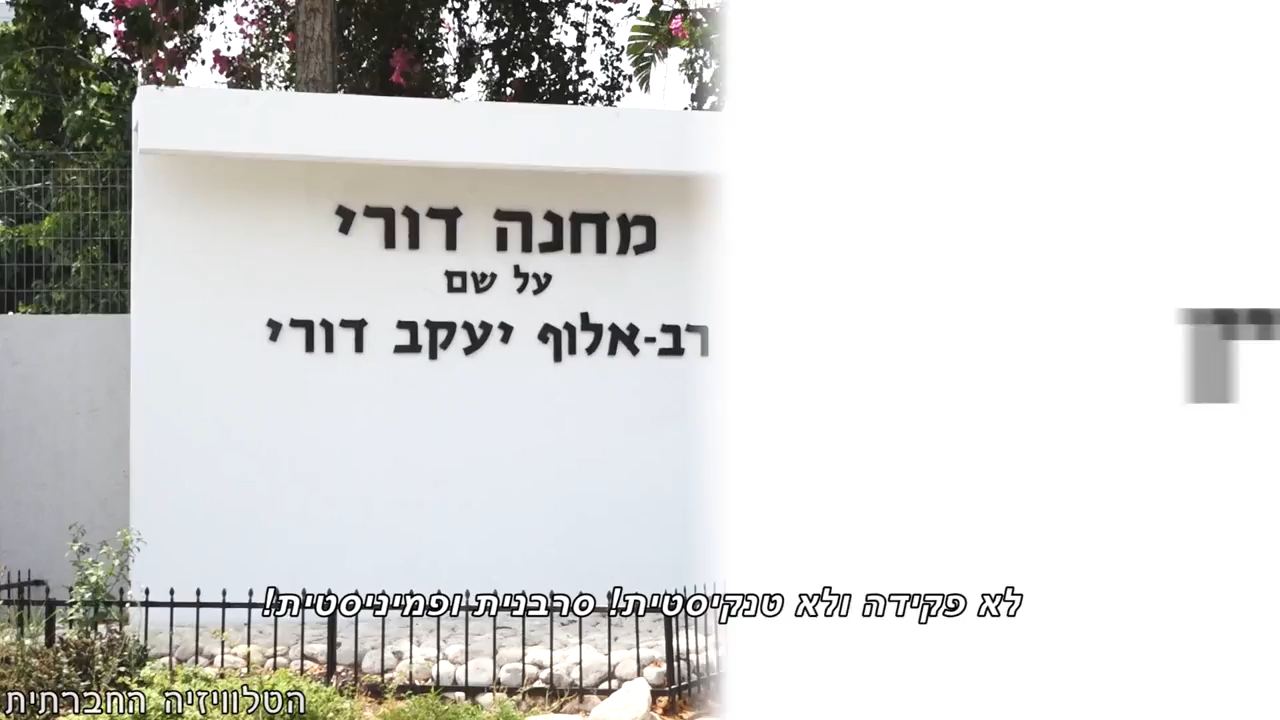 מחנה דורי
על שם
רב-אלוף יעקב דורי
לא פקידה ולא טנקיסטית! סרבנית ופמיניסטית!
הטלוויזיה החברתית